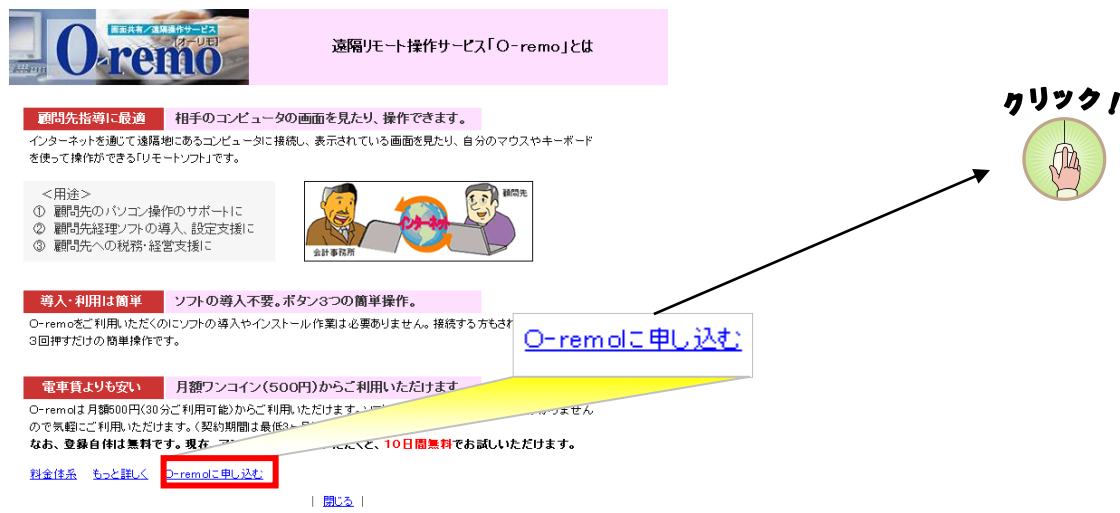 画面共有/遠隔操作サービス
[オーリモ]
O-remo
遠隔リモート操作サービス「O-remo」とは
クリック!
顧問先指導に最適
相手のコンピュータの画面を見たり、操作できます。
インターネットを通じて遠隔地にあるコンピュータに接続し、表示されている画面を見たり、自分のマウスやキーボード
を使って操作ができる「リモートソフト」です。
<用途>
① 顧問先のパソコン操作のサポートに
② 顧問先経理ソフトの導入、設定支援に
③ 顧問先への税務・経営支援に
顧問先
インターネット
会計事務所
導入・利用は簡単
ソフトの導入不要。ボタン3つの簡単操作。
O-remoをご利用いただくのにソフトの導入やインストール作業は必要ありません。接続する方もされ
3回押すだけの簡単操作です。
O-remoに申し込む
電車賃よりも安い
月額ワンコイン(500円)からご利用いただけます
O-remoは月額500円(30分ご利用可能)からご利用いただけます。
ません
ので気軽にご利用いただけます。(契約期間は最低3ヶ月
なお、登録自体は無料です。現在、
くと、10日間無料でお試しいただけます。
料金体系 もっと詳しく O-remoに申し込む
| 閉じる |